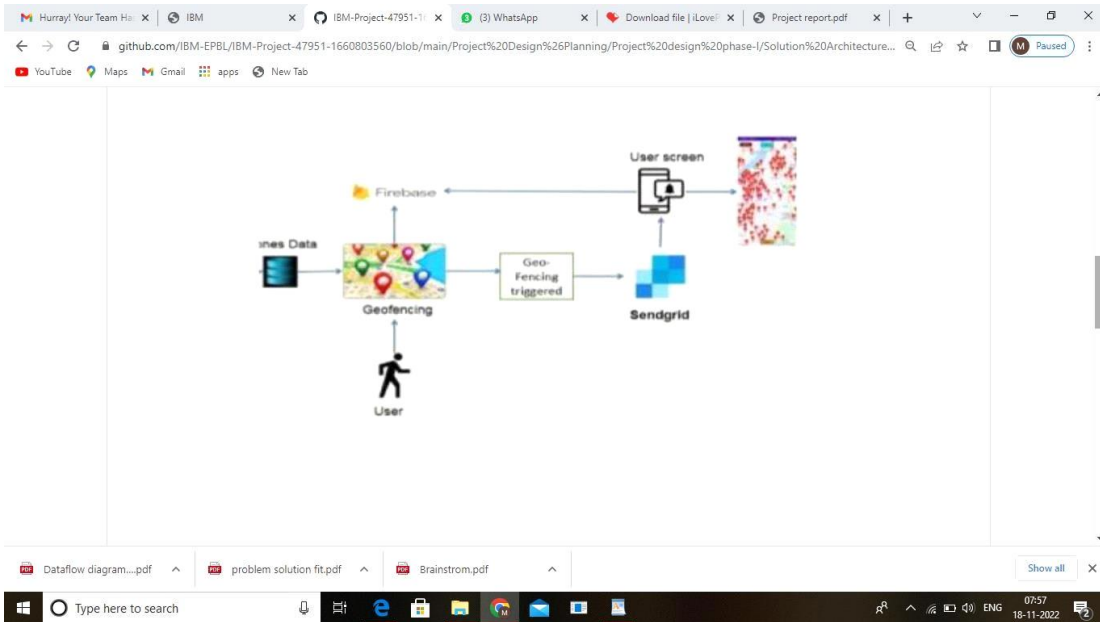 Hurray! Your Team Ha
IBM
IBM-Project-47951-1
(3) WhatsApp
Download file | iLoveP
Project report.pdf
github.com/IBM-EPBL/IBM-Project-47951-1660803560/blob/main/Project%20Design%26Planning/Project%20design%20phase-I/Solution%20Architecture...
M Paused
YouTube
Maps
Gmail
apps
New Tab
User screen
Firebase
ones Data
Geo-
Fencing
triggered
Geofencing
Sendgrid
User
Dataflow diagram....pdf
problem solution fit.pdf
Brainstrom.pdf
Show all
Type here to search
ENG
07:57
18-11-2022
2